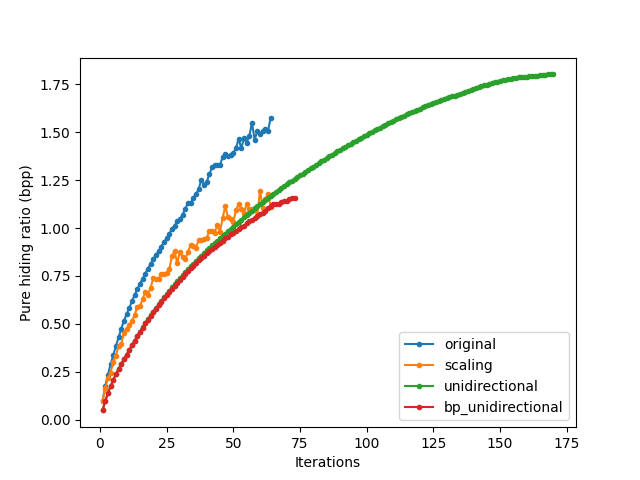 Pure hiding ratio (bpp)
1.75
1.50
1.25
1.00
0.75
0.50
0.25
0.00
original
scaling
unidirectional
bp_unidirectional
0 25 50 75 100 125 150 175
Iterations